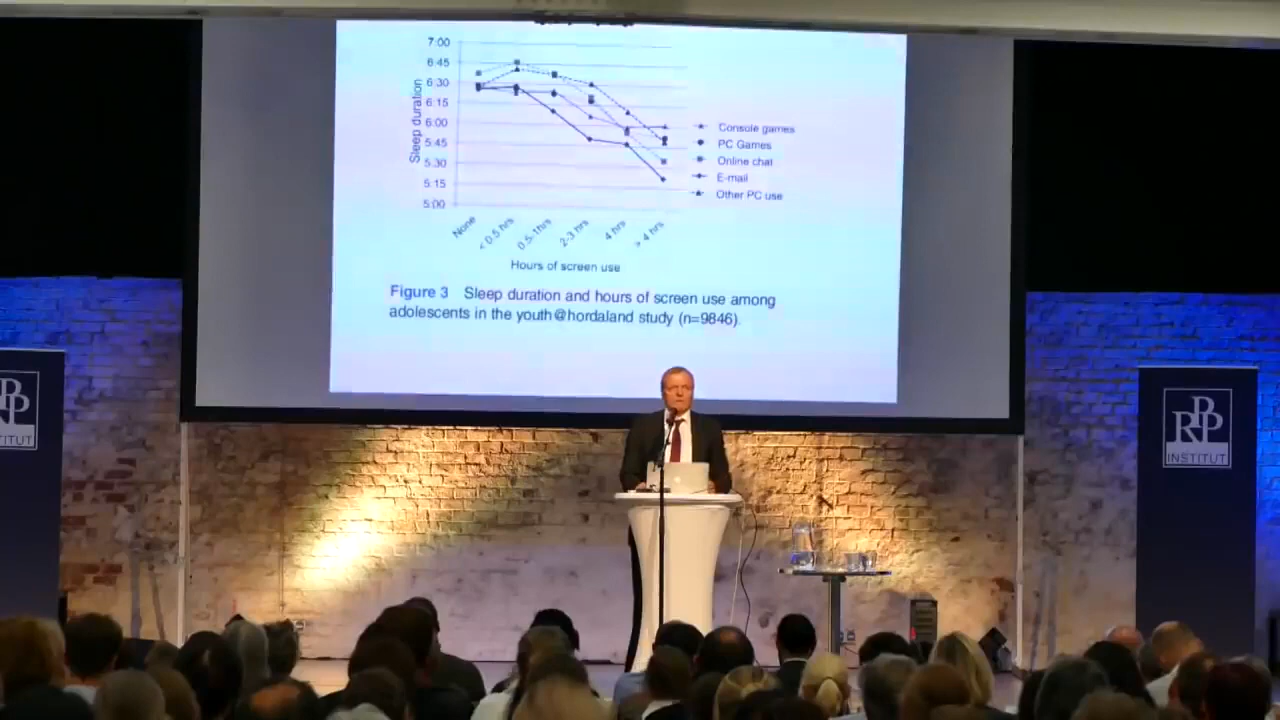 7:00
6:45
6:30
6:15
6:00
5:45
5:30
5:15
5:00
Sleep duration
None
< 0.5 hrs
0.5-1hrs
2-3 hrs
4 hrs
> 4 hrs
Hours of screen use
Console games
PC Games
Online chat
E-mail
Other PC use
Figure 3 Sleep duration and hours of screen use among
adolescents in the youth@hordaland study (n=9846).
RPP
INSTITUT